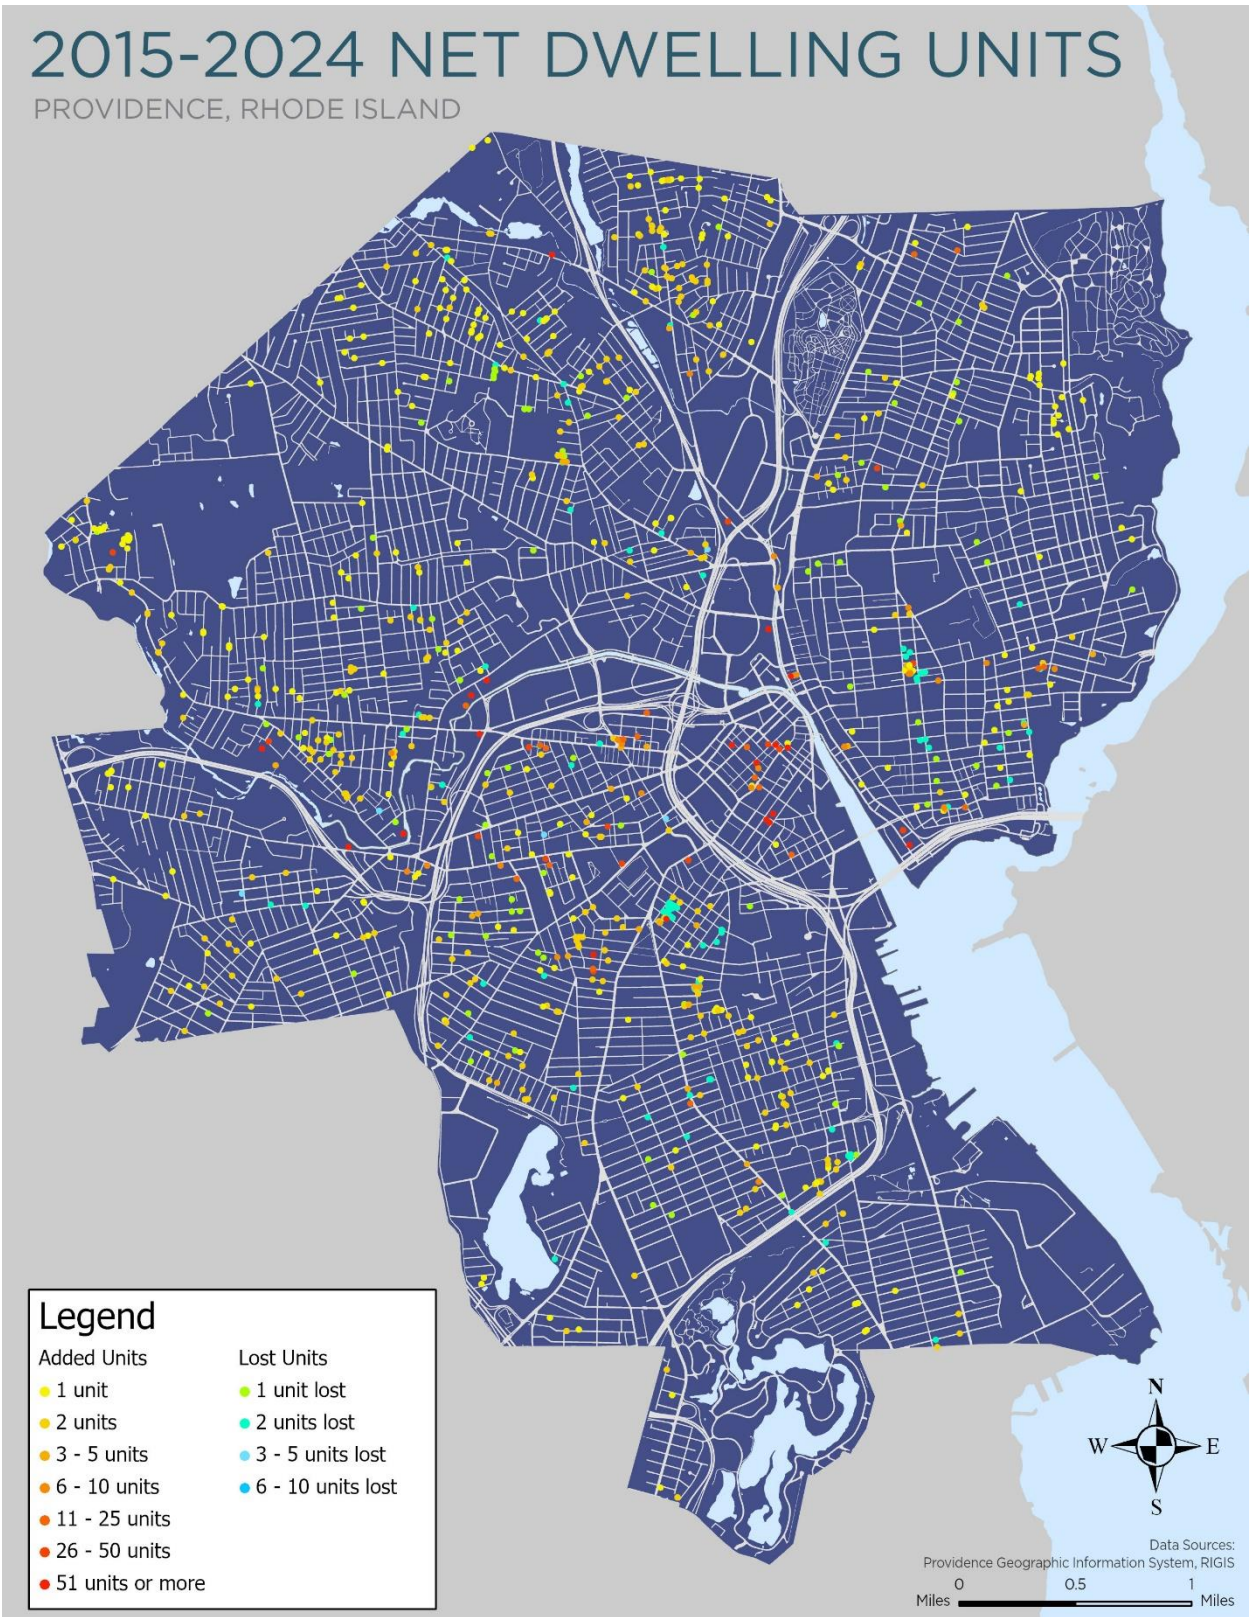 2015-2024 NET DWELLING UNITS
PROVIDENCE, RHODE ISLAND
Legend
Added Units
1 unit
2 units
3 - 5 units
6 - 10 units
11 - 25 units
26 - 50 units
51 units or more
Lost Units
1 unit lost
2 units lost
3 - 5 units lost
6 - 10 units lost
N
W E
S
Data Sources:
Providence Geographic Information System, RIGIS
0 0.5 1
Miles Miles